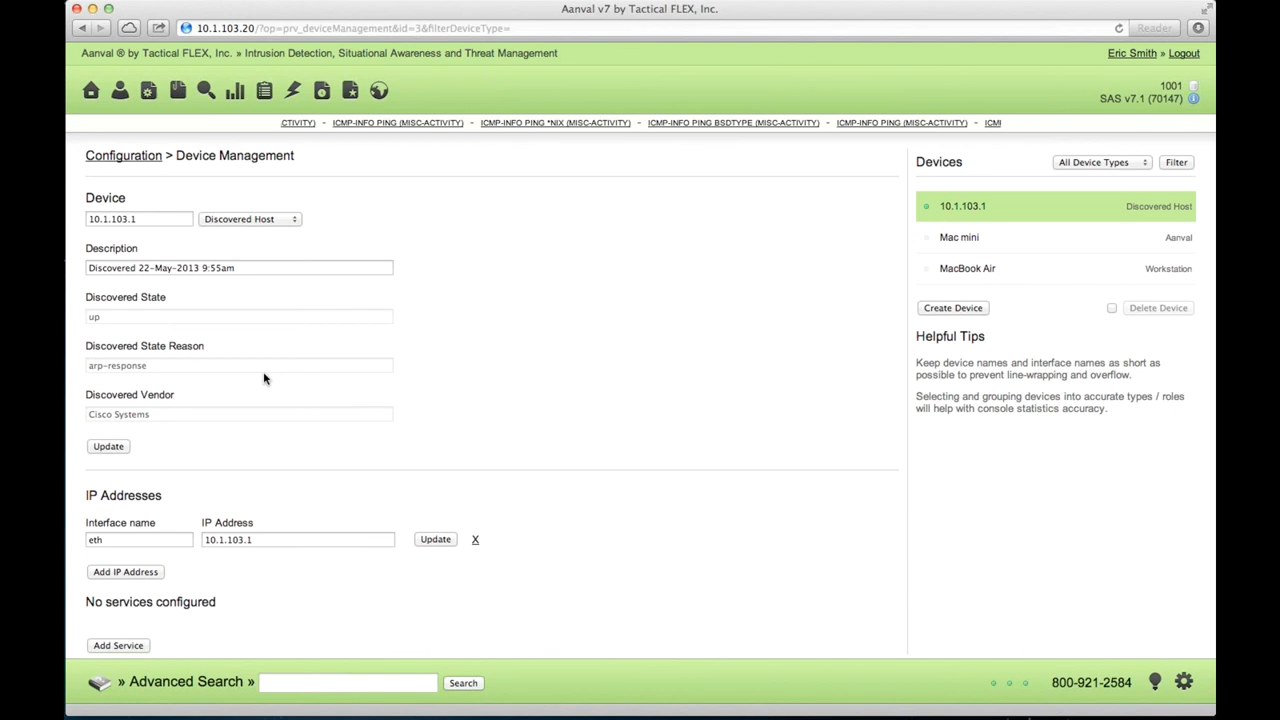 Aanval v7 by Tactical FLEX, Inc.
10.1.103.20/?op=prv_deviceManagement&id=3&filterDeviceType=
Reader
Aanval ® by Tactical FLEX, Inc. » Intrusion Detection, Situational Awareness and Threat Management
Eric Smith » Logout
1001
SAS v7.1 (70147)
CTIVITY) - ICMP-INFO PING (MISC-ACTIVITY) - ICMP-INFO PING *NIX (MISC-ACTIVITY) - ICMP-INFO PING BSDTYPE (MISC-ACTIVITY) - ICMP-INFO PING (MISC-ACTIVITY) - ICMI
Configuration > Device Management
Device
10.1.103.1 Discovered Host
Description
Discovered 22-May-2013 9:55am
Discovered State
up
Discovered State Reason
arp-response
Discovered Vendor
Cisco Systems
Update
IP Addresses
Interface name IP Address
eth 10.1.103.1 Update X
Add IP Address
No services configured
Add Service
Devices All Device Types Filter
10.1.103.1 Discovered Host
Mac mini Aanval
MacBook Air Workstation
Create Device Delete Device
Helpful Tips
Keep device names and interface names as short as
possible to prevent line-wrapping and overflow.
Selecting and grouping devices into accurate types / roles
will help with console statistics accuracy.
» Advanced Search » Search
800-921-2584